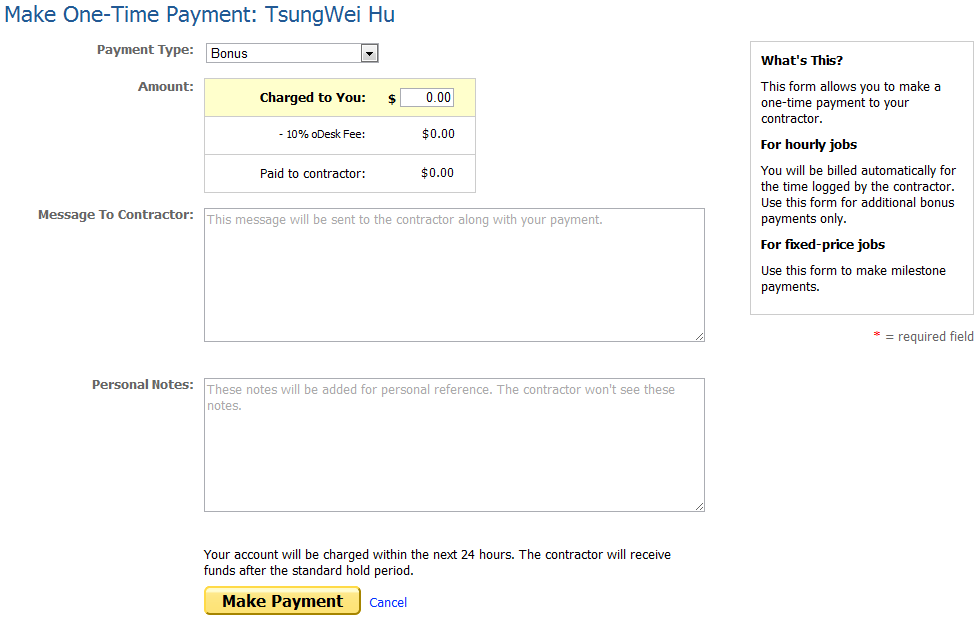 Make One-Time Payment: TsungWei Hu
Payment Type:
Bonus
Amount:
Charged to You: $ 0.00
- 10% oDesk Fee: $0.00
Paid to contractor: $0.00
Message To Contractor:
This message will be sent to the contractor along with your payment.
Personal Notes:
These notes will be added for personal reference. The contractor won't see these
notes.
Your account will be charged within the next 24 hours. The contractor will receive
funds after the standard hold period.
Make Payment
Cancel
What's This?
This form allows you to make a
one-time payment to your
contractor.
For hourly jobs
You will be billed automatically for
the time logged by the contractor.
Use this form for additional bonus
payments only.
For fixed-price jobs
Use this form to make milestone
payments.
* = required field